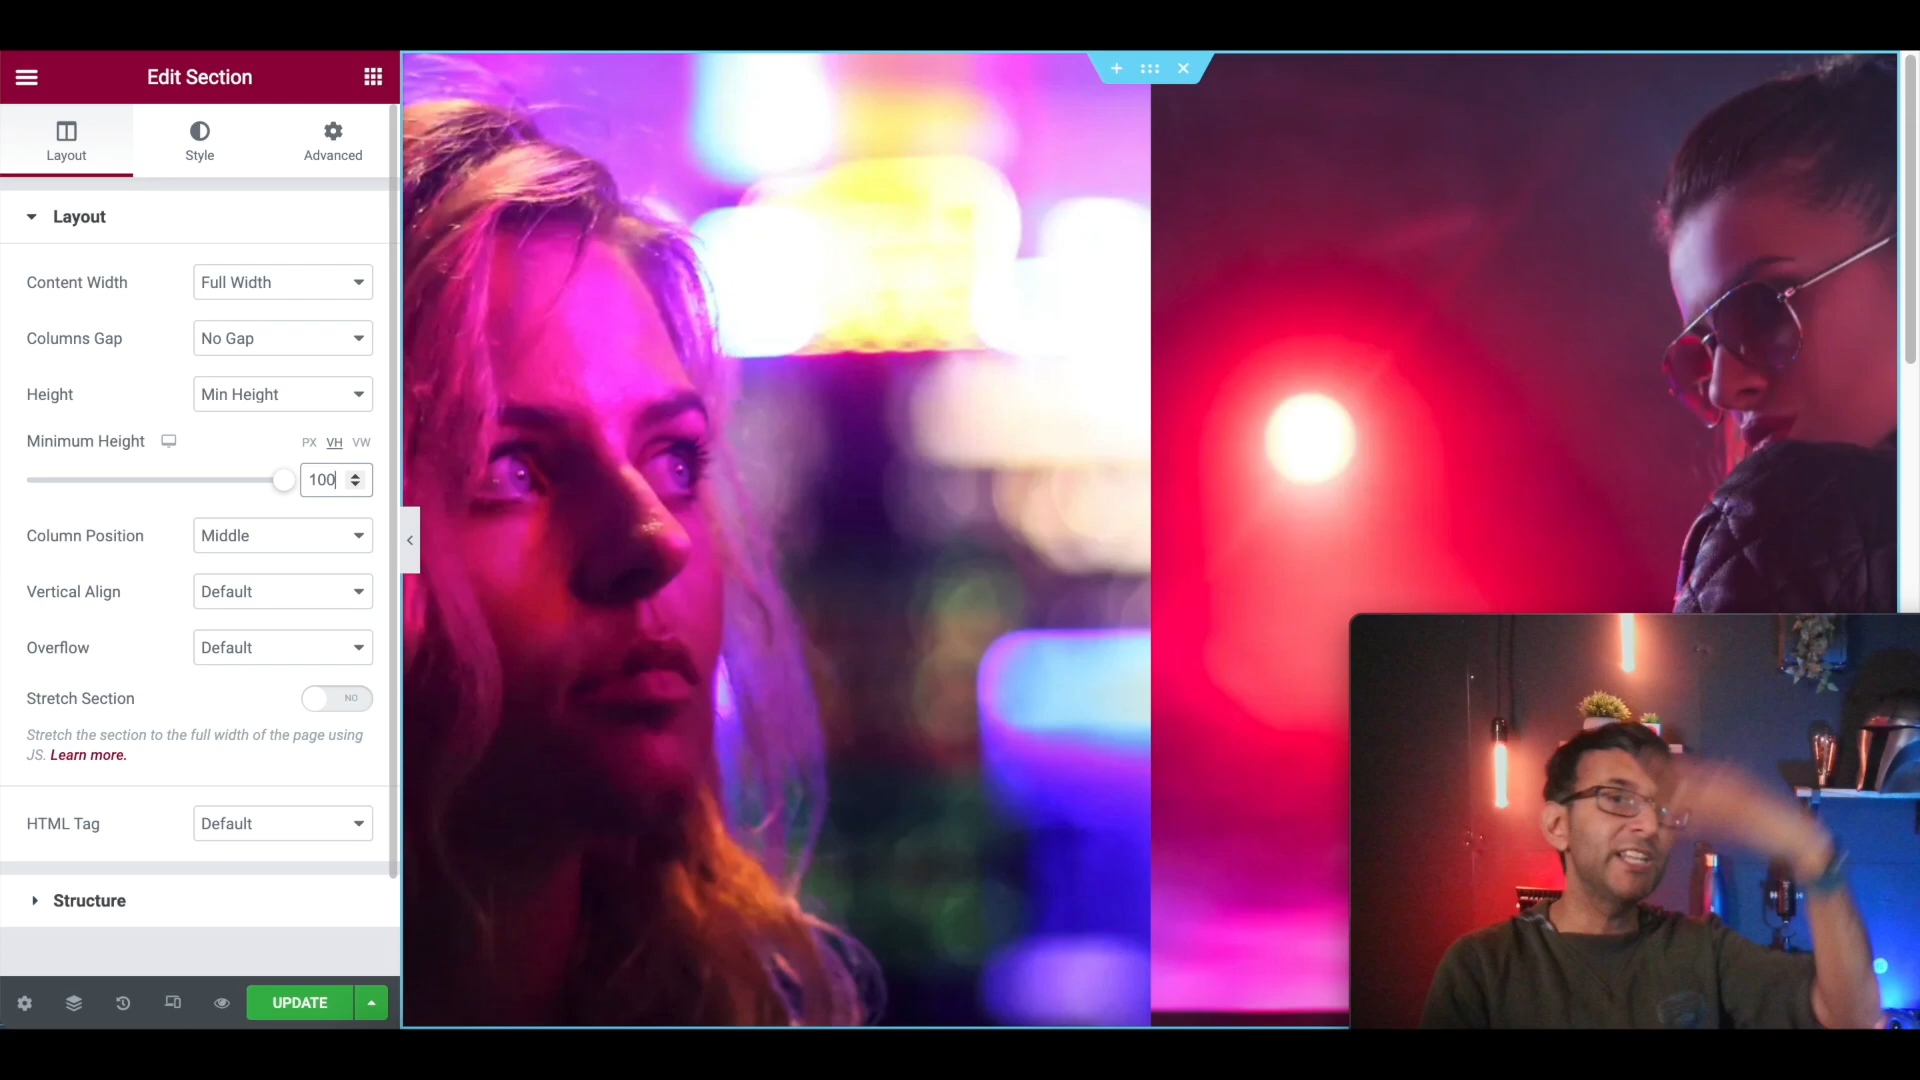 Edit Section
Layout
Style
Advanced
Layout
Content Width
Full Width
Columns Gap
No Gap
Height
Min Height
Minimum Height
PX VH VW
100
Column Position
Middle
Vertical Align
Default
Overflow
Default
Stretch Section
NO
Stretch the section to the full width of the page using
JS. Learn more.
HTML Tag
Default
Structure
UPDATE